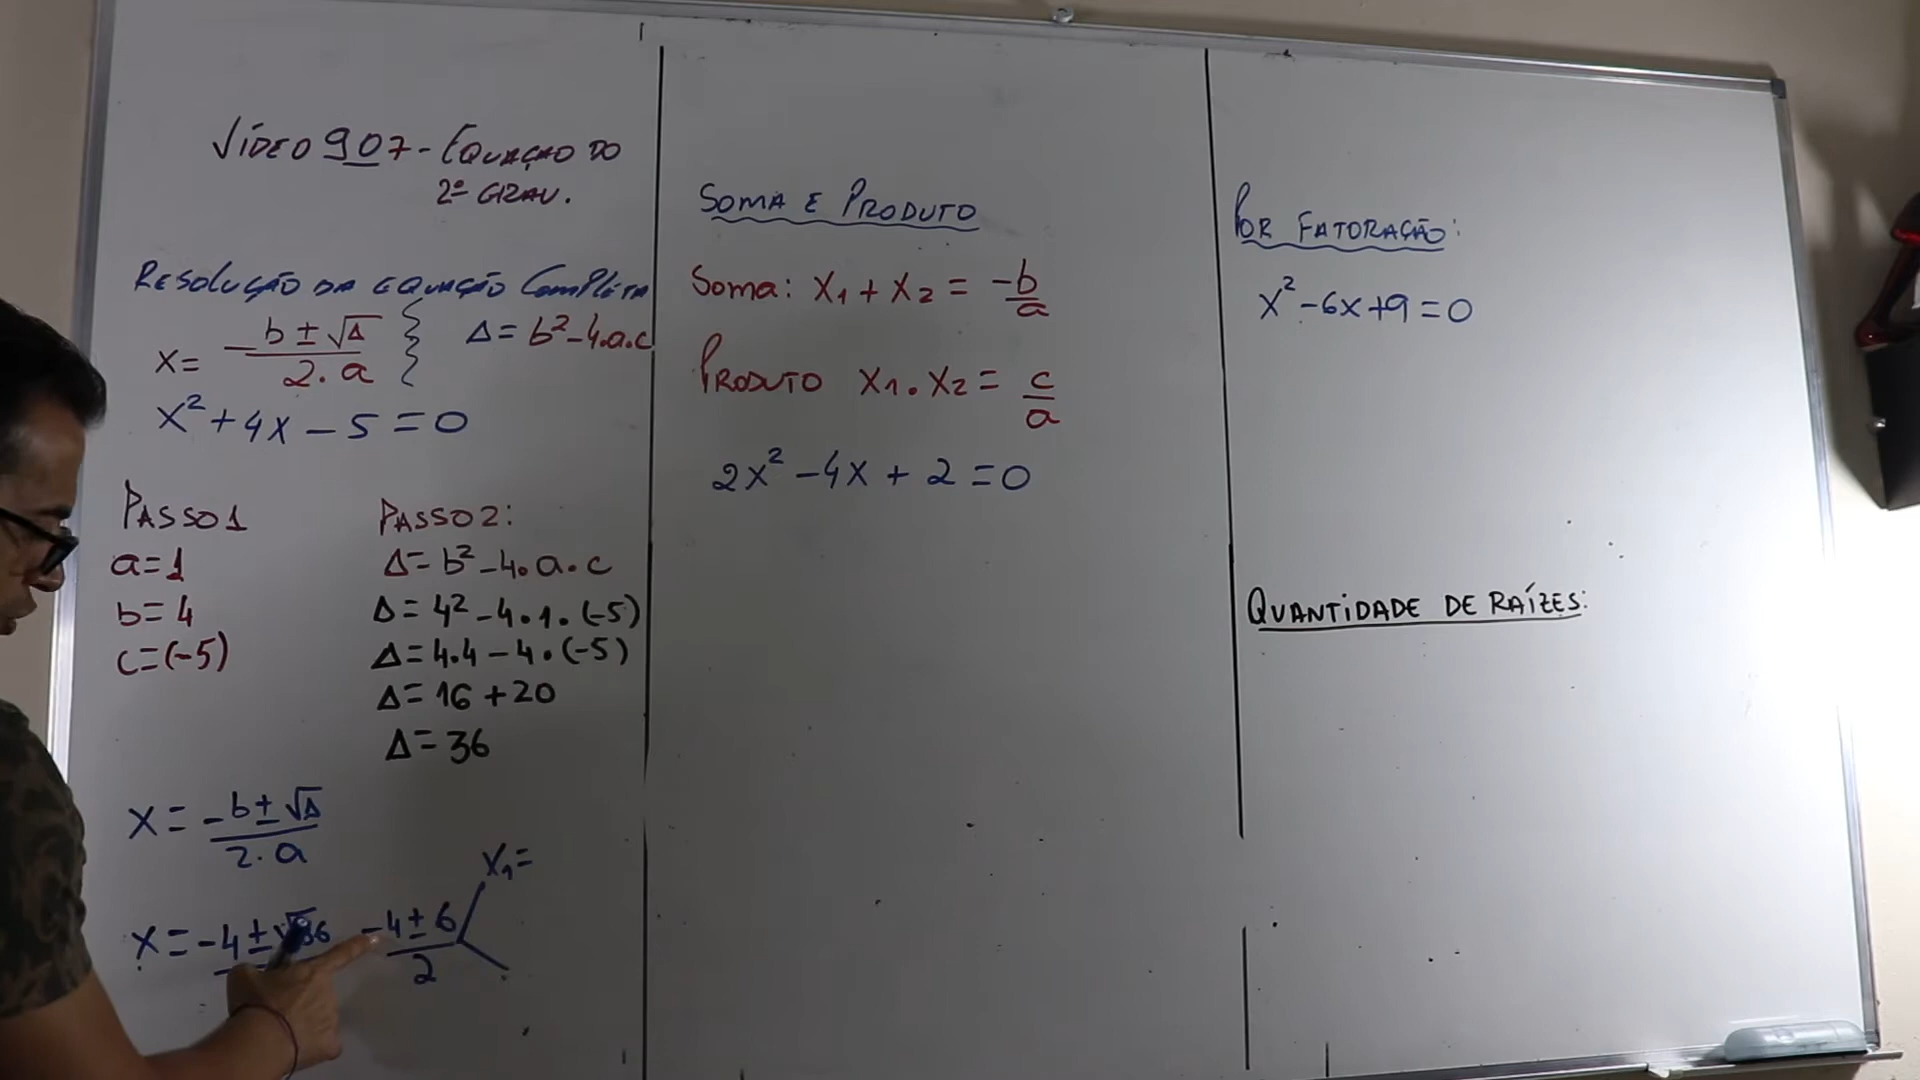 VÍDEO 907 - EQUAÇÃO DO
2º GRAU.
RESOLUÇÃO DA EQUAÇÃO COMPLETA
x = -b ± √Δ / 2. a } Δ = b² - 4.a.c
x² + 4x - 5 = 0
PASSO 1
a = 1
b = 4
c = (-5)
PASSO 2:
Δ = b² - 4. a. c
Δ = 4² - 4.1. (-5)
Δ = 4.4 - 4. (-5)
Δ = 16 + 20
Δ = 36
x = -b ± √Δ / 2. a
x = -4 ± √36
-4 ± 6 / 2
x₁ =
SOMA E PRODUTO
SOMA: x₁ + x₂ = -b / a
PRODUTO x₁. x₂ = c / a
2x² - 4x + 2 = 0
POR FATORAÇÃO:
x² - 6x + 9 = 0
QUANTIDADE DE RAÍZES: